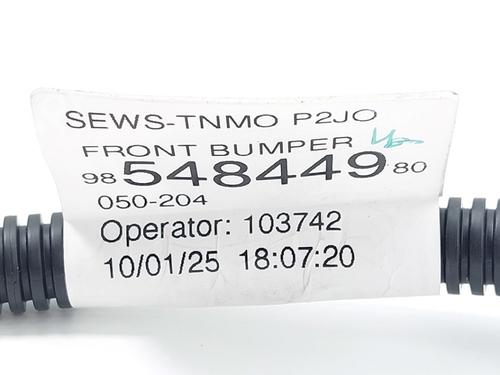 SEWS-TNMO P2JO
FRONT BUMPER
98 548449 80
050-204
Operator: 103742
10/01/25 18:07:20